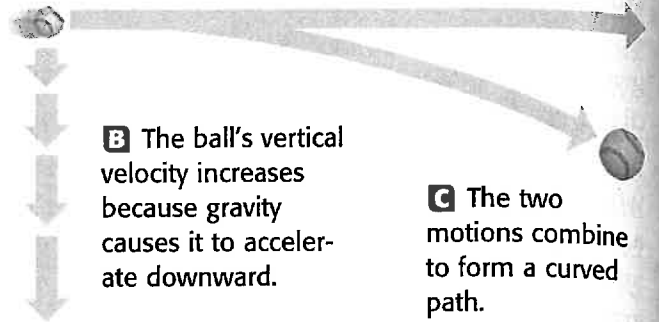 B The ball's vertical
velocity increases
because gravity
causes it to acceler-
ate downward.
C The two
motions combine
to form a curved
path.